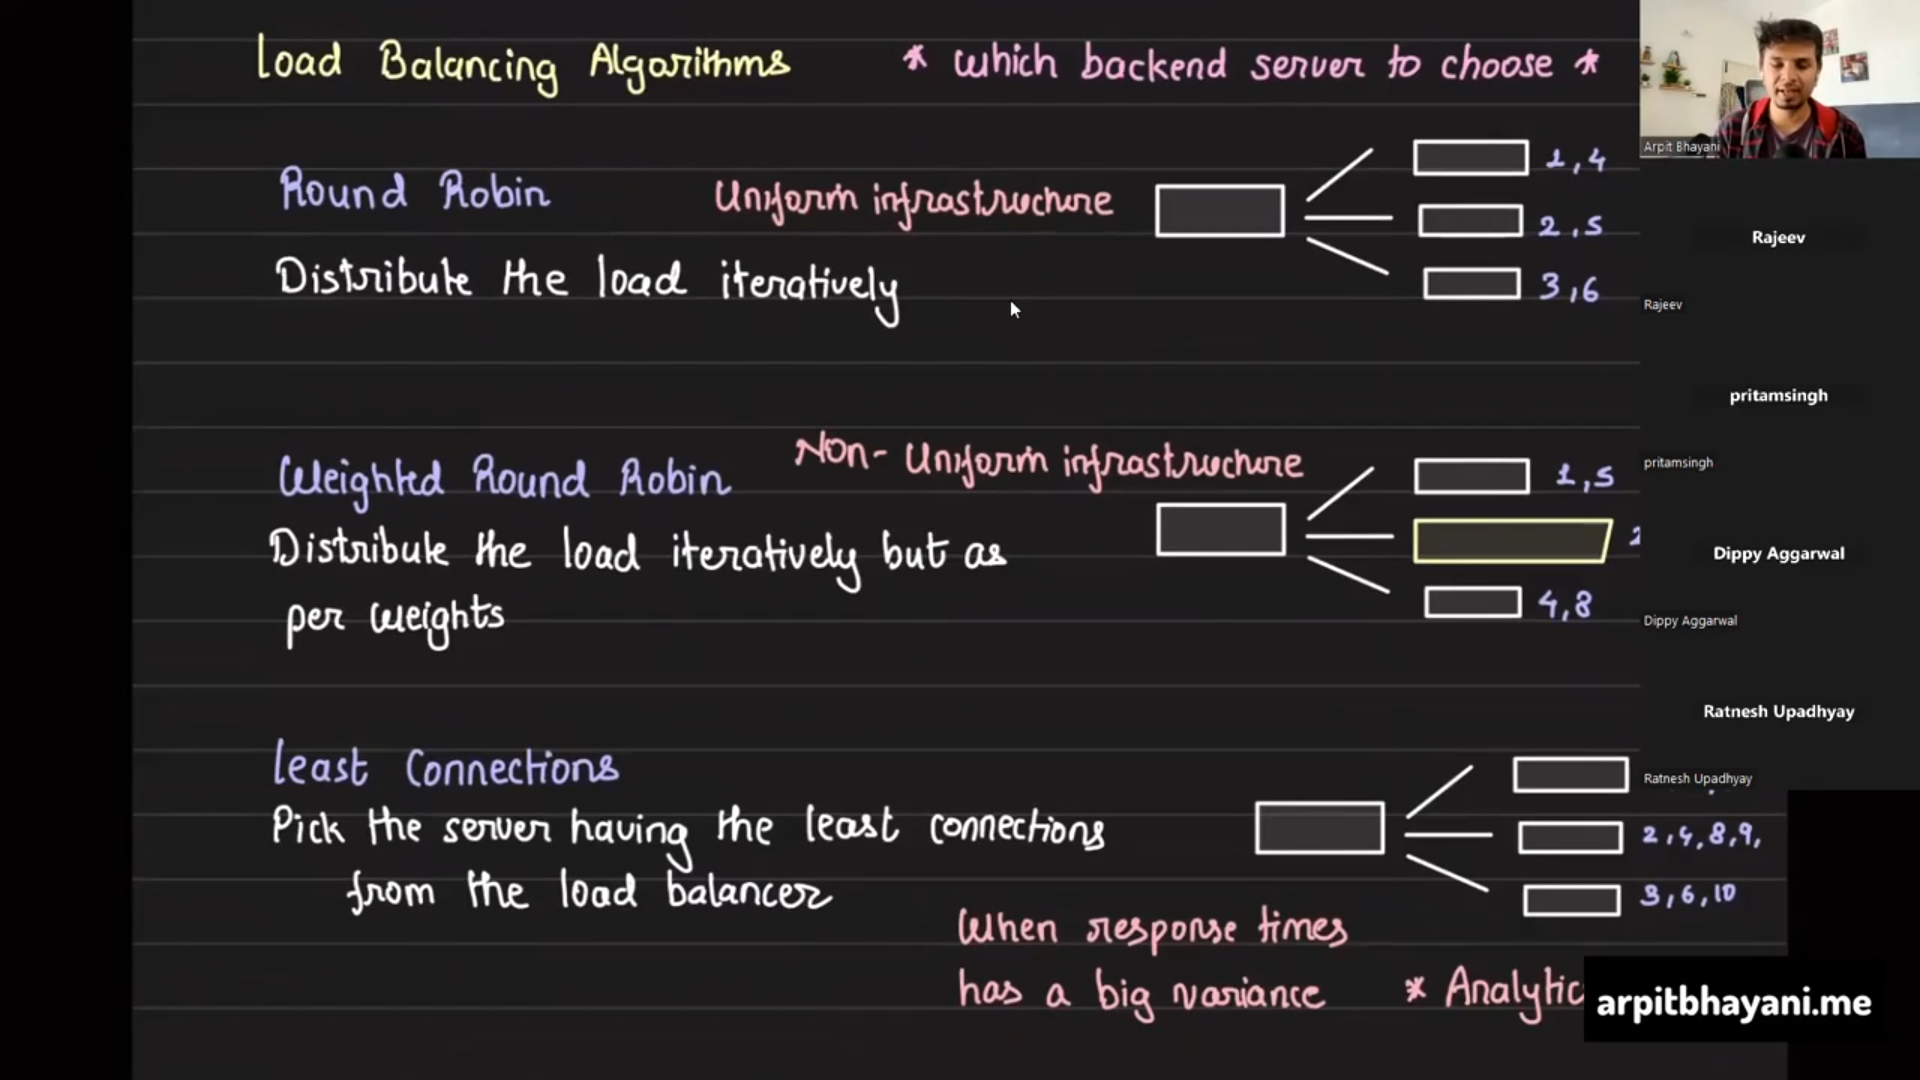 Load Balancing Algorithms * which backend server to choose *
Arpit Bhayani
Round Robin Uniform infrastructure 1,4
2,5
Rajeev
Distribute the load iteratively 3,6
Rajeev
pritamsingh
Non-Uniform infrastructure
pritamsingh
Weighted Round Robin 1,5
Distribute the load iteratively but as
Dippy Aggarwal
per weights 4,8
Dippy Aggarwal
Ratnesh Upadhyay
Least Connections
Ratnesh Upadhyay
Pick the server having the least connections 2,4,8,9,
from the load balancer 3,6,10
When response times
has a big variance * Analytic
arpitbhayani.me